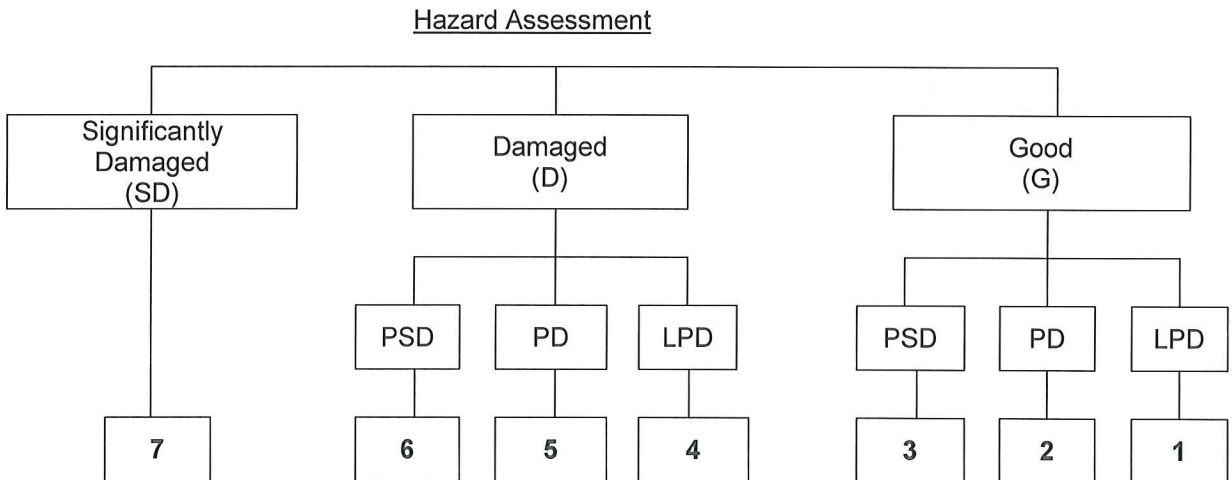 Hazard Assessment
Significantly
Damaged
(SD)
Damaged
(D)
Good
(G)
PSD
PD
LPD
PSD
PD
LPD
7
6
5
4
3
2
1